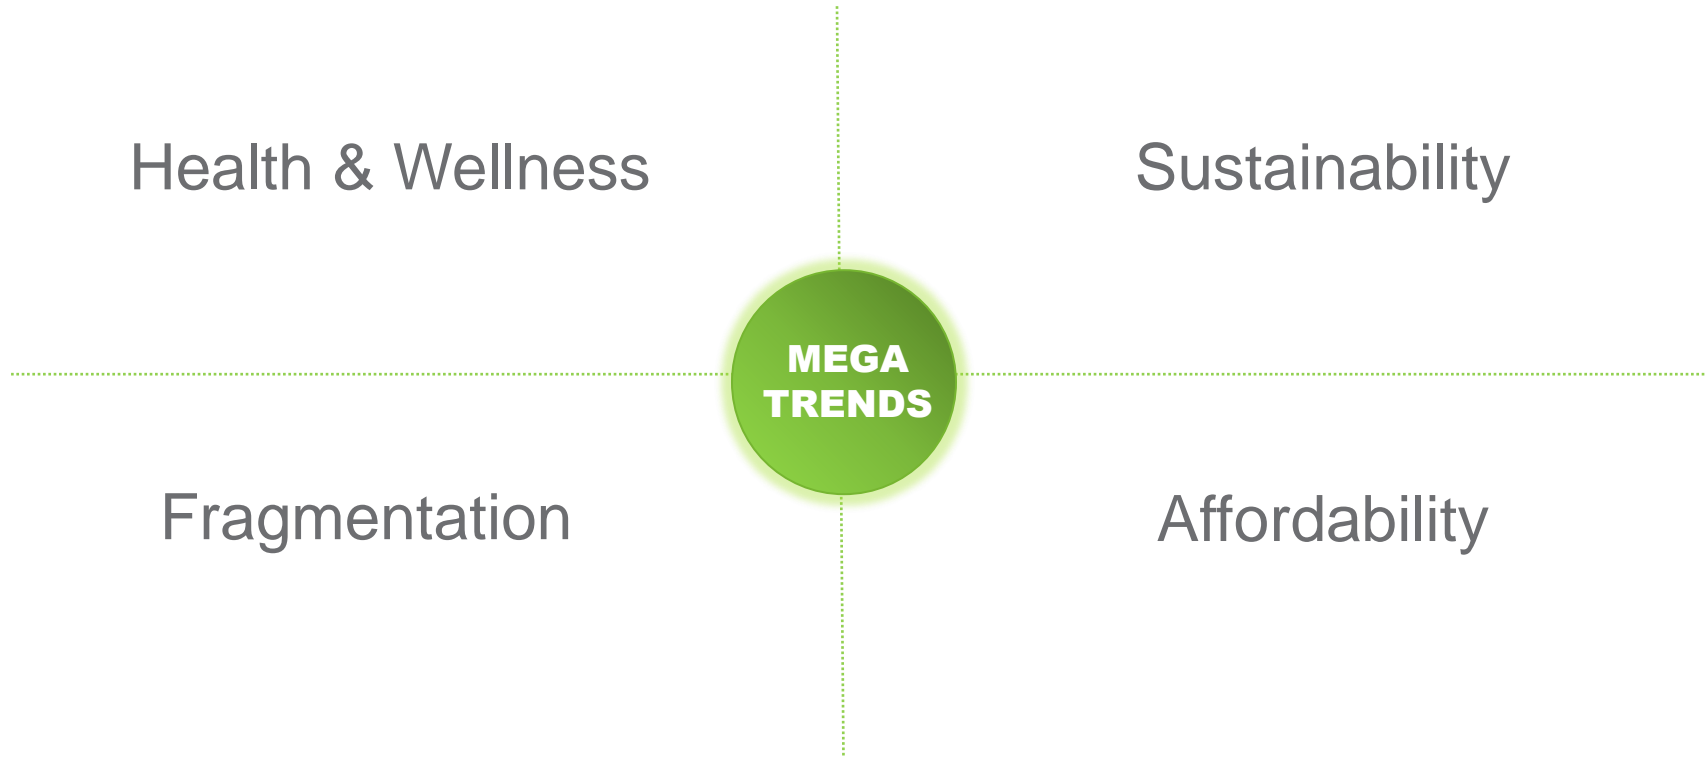 Health & Wellness
Sustainability
MEGA
TRENDS
Fragmentation
Affordability